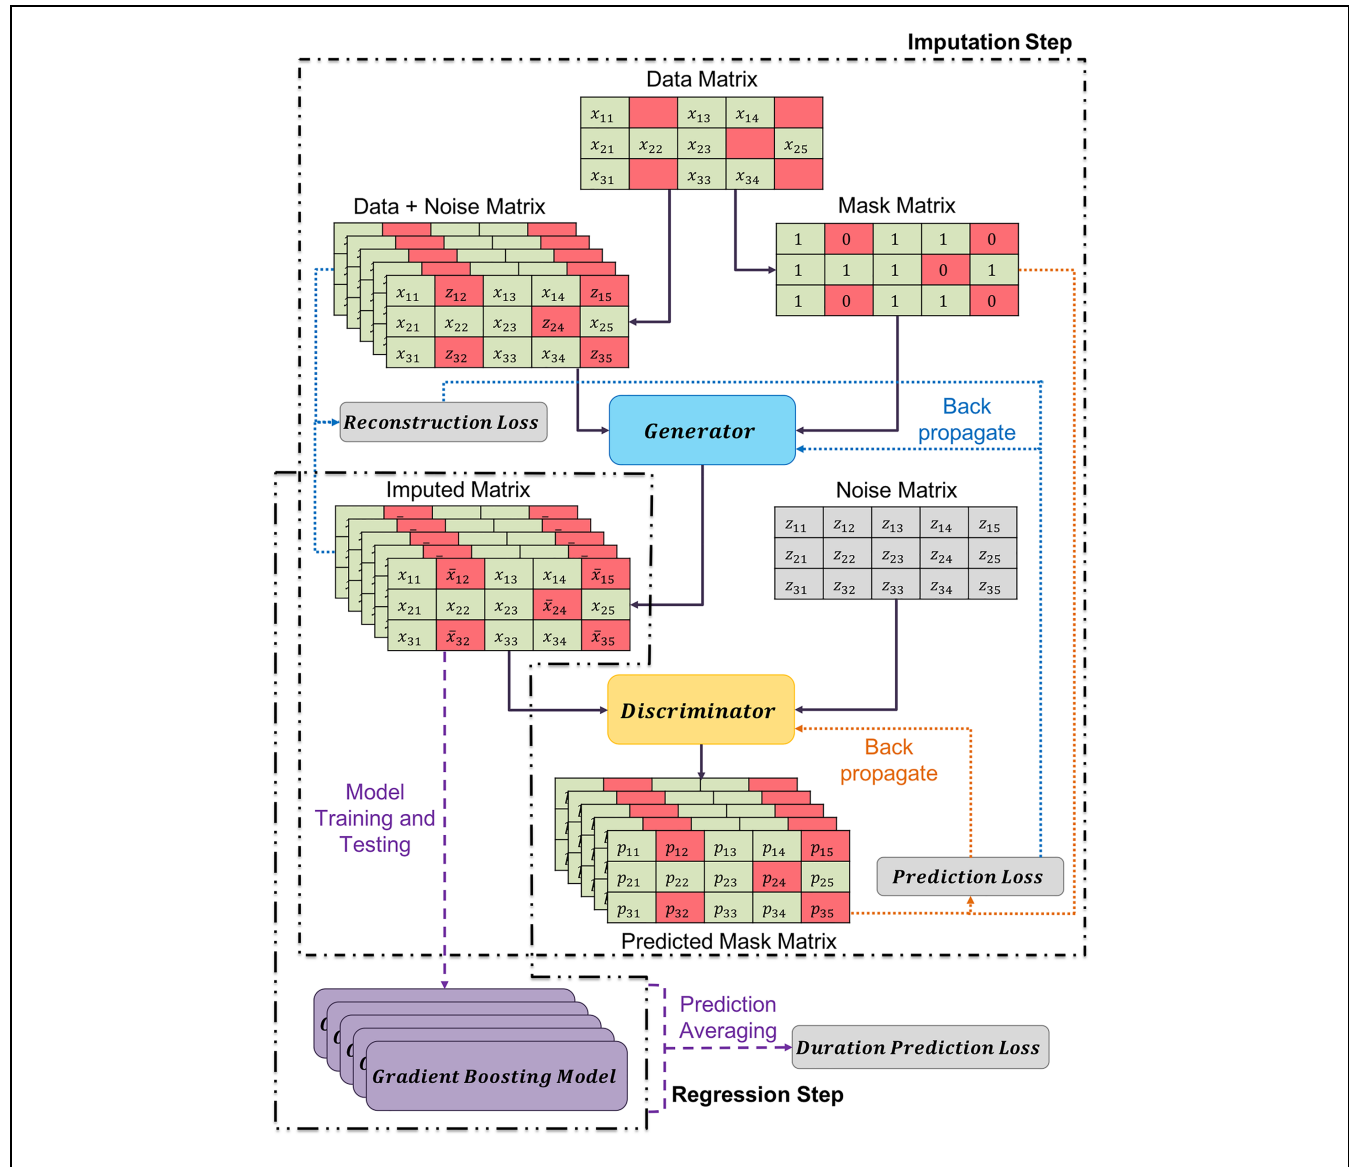 Imputation Step
Data Matrix
x11 x13 x14
x21 x22 x23 x25
x31 x33 x34
Data + Noise Matrix
x11 z12 x13 x14 z15
x21 x22 x23 z24 x25
x31 z32 x33 x34 z35
Mask Matrix
1 0 1 1 0
1 1 1 0 1
1 0 1 1 0
Reconstruction Loss
Generator
Back
propagate
Imputed Matrix
x11 x̄12 x13 x14 x̄15
x21 x22 x23 x̄24 x25
x31 x̄32 x33 x34 x̄35
Noise Matrix
z11 z12 z13 z14 z15
z21 z22 z23 z24 z25
z31 z32 z33 z34 z35
Discriminator
Back
propagate
Model
Training and
Testing
p11 p12 p13 p14 p15
p21 p22 p23 p24 p25
p31 p32 p33 p34 p35
Predicted Mask Matrix
Prediction Loss
Gradient Boosting Model
Prediction
Averaging
Duration Prediction Loss
Regression Step